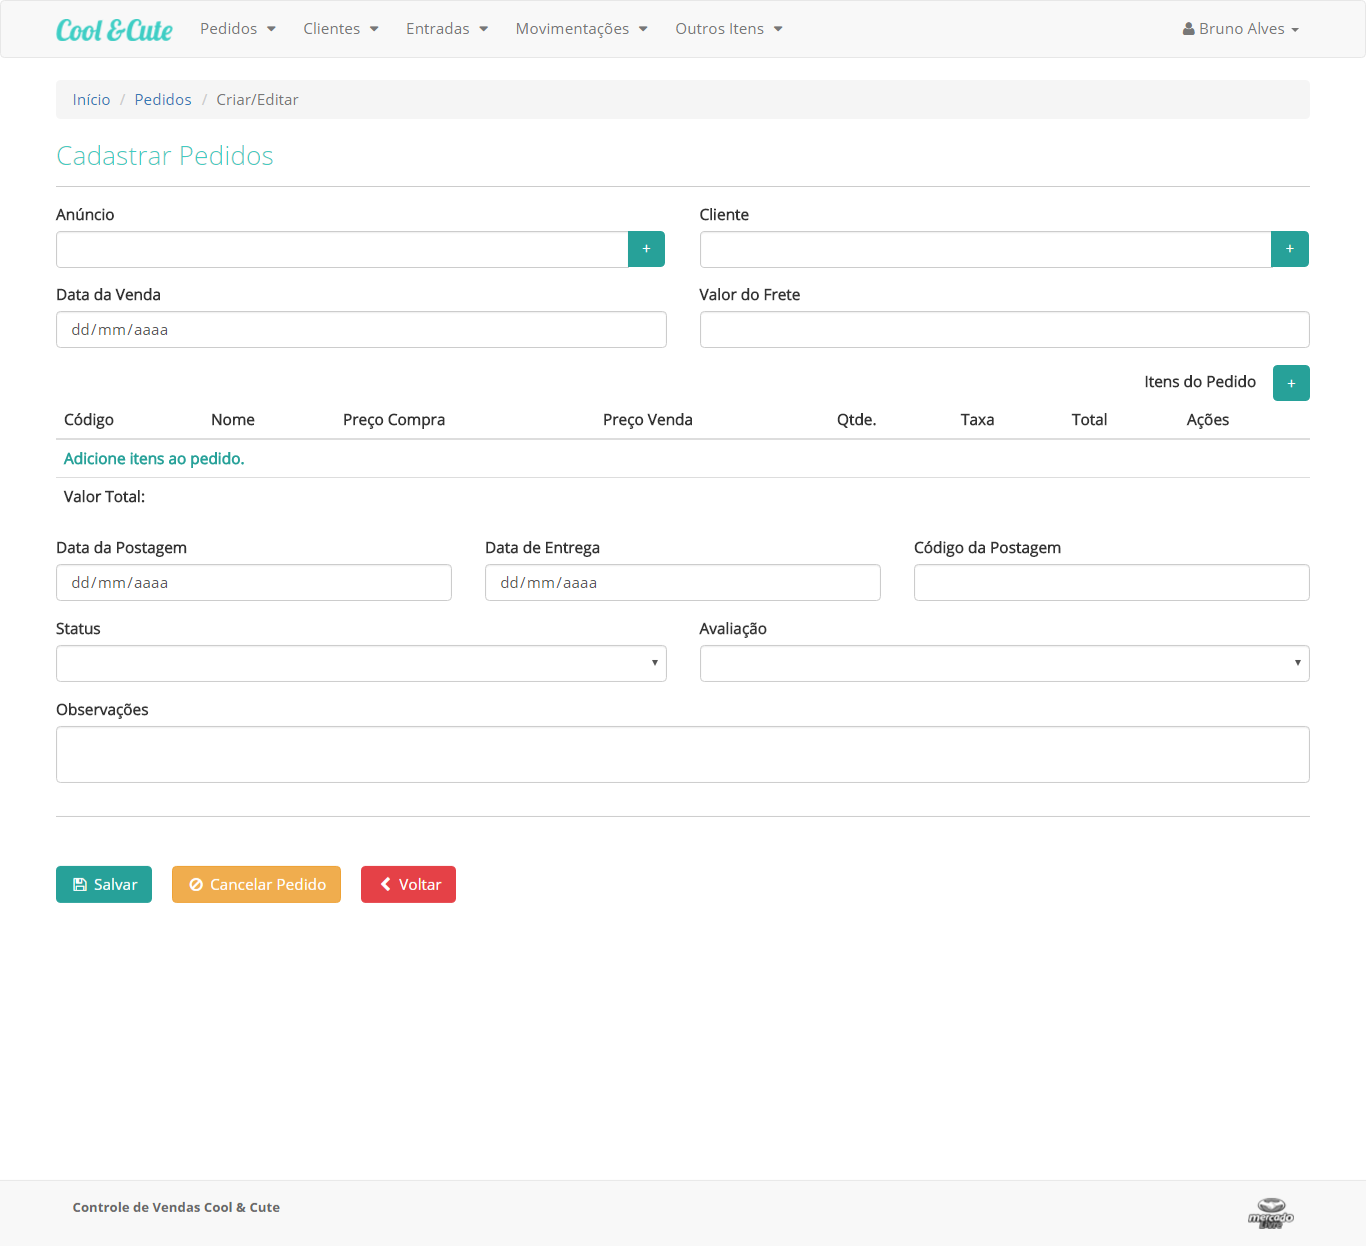 Cool &Cute Pedidos Clientes Entradas Movimentações Outros Itens Bruno Alves
Início / Pedidos / Criar/Editar
Cadastrar Pedidos
Anúncio Cliente
+ +
Data da Venda Valor do Frete
dd/mm/aaaa
Itens do Pedido +
Código Nome Preço Compra Preço Venda Qtde. Taxa Total Ações
Adicione itens ao pedido.
Valor Total:
Data da Postagem Data de Entrega Código da Postagem
dd/mm/aaaa dd/mm/aaaa
Status Avaliação
Observações
Salvar Cancelar Pedido Voltar
Controle de Vendas Cool & Cute mercado
livre